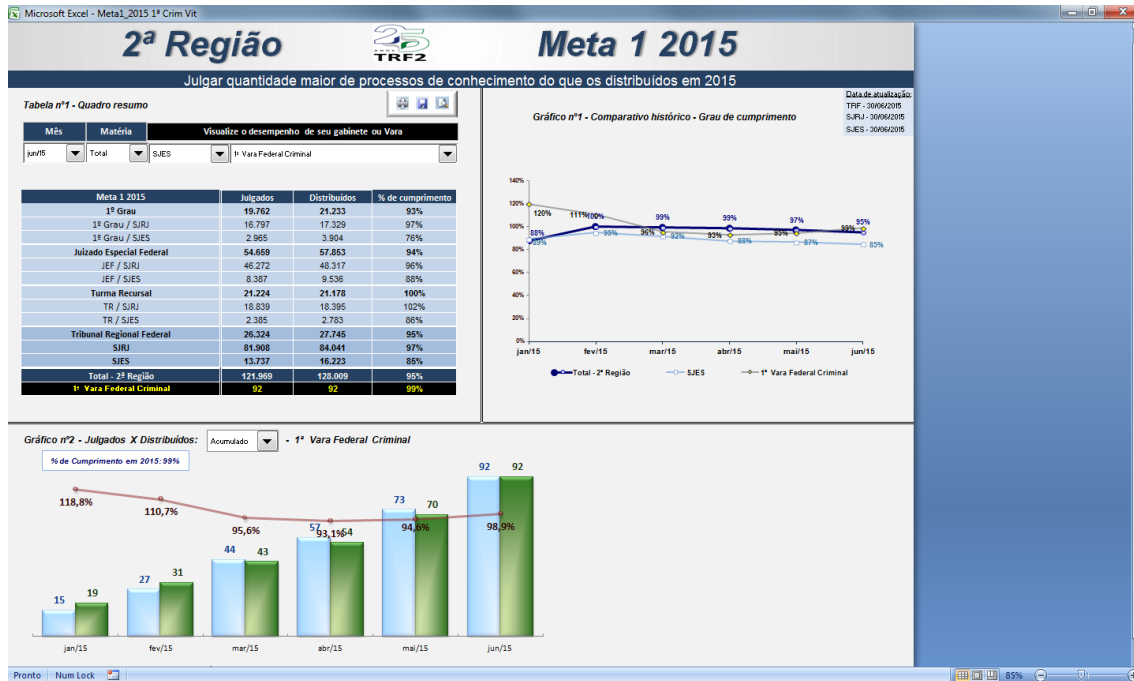 Microsoft Excel - Meta1_2015 1ª Crim Vit
2ª Região
25
ANOS
TRF2
Meta 1 2015
Julgar quantidade maior de processos de conhecimento do que os distribuídos em 2015
Tabela nº1 - Quadro resumo
Mês Matéria Visualize o desempenho de seu gabinete ou Vara
jun/15 Total SJES 1ª Vara Federal Criminal
Meta 1 2015 Julgados Distribuídos % de cumprimento
1º Grau 19.762 21.233 93%
1º Grau / SJRJ 16.797 17.329 97%
1º Grau / SJES 2.965 3.904 76%
Juizado Especial Federal 54.659 57.853 94%
JEF / SJRJ 46.272 48.317 96%
JEF / SJES 8.387 9.536 88%
Turma Recursal 21.224 21.178 100%
TR / SJRJ 18.839 18.395 102%
TR / SJES 2.385 2.783 86%
Tribunal Regional Federal 26.324 27.745 95%
SJRJ 81.908 84.041 97%
SJES 13.737 16.223 85%
Total - 2ª Região 121.969 128.009 95%
1ª Vara Federal Criminal 92 92 99%
Data de atualização:
TRF - 30/06/2015
SJRJ - 30/06/2015
SJES - 30/06/2015
Gráfico nº1 - Comparativo histórico - Grau de cumprimento
140%
120%
100%
80%
60%
40%
20%
0%
120% 111% 96% 93% 95% 99%
88% 100% 99% 99% 97% 95%
89% 95% 92% 88% 87% 85%
jan/15 fev/15 mar/15 abr/15 mai/15 jun/15
Total - 2ª Região SJES 1ª Vara Federal Criminal
Gráfico nº2 - Julgados X Distribuídos: Acumulado - 1ª Vara Federal Criminal
% de Cumprimento em 2015: 99%
118,8% 110,7% 95,6% 93,1% 94,6% 98,9%
15 19 27 31 44 43 57 54 73 70 92 92
jan/15 fev/15 mar/15 abr/15 mai/15 jun/15
Pronto Num Lock 85%